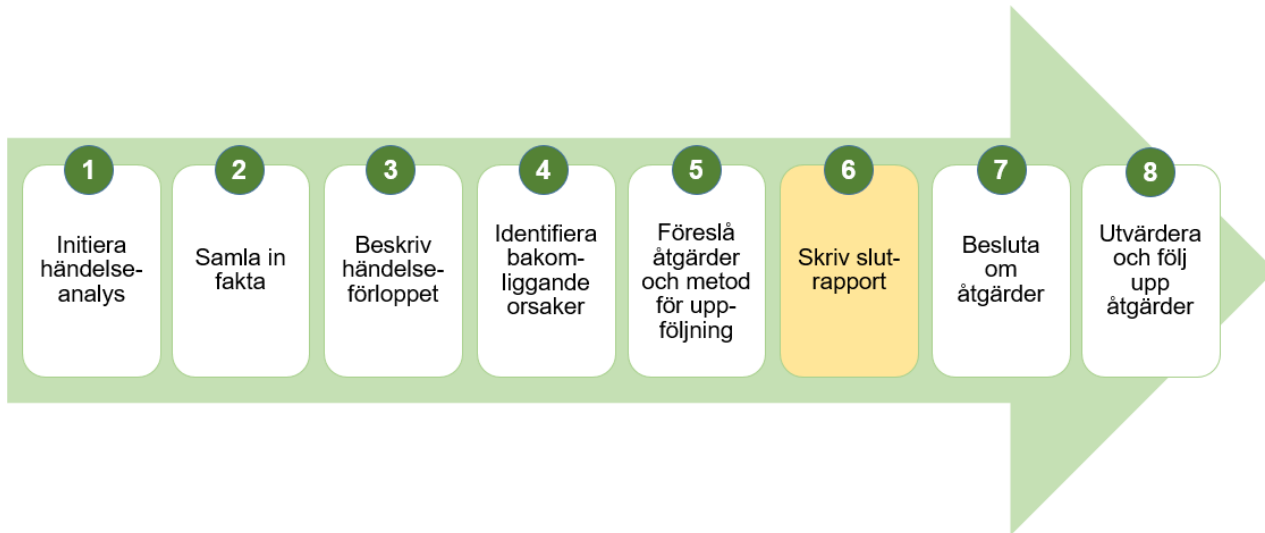 1
Initiera
händelse-
analys
2
Samla in
fakta
3
Beskriv
händelse-
förloppet
4
Identifiera
bakom-
liggande
orsaker
5
Föreslå
åtgärder
och metod
för upp-
följning
6
Skriv slut-
rapport
7
Besluta
om
åtgärder
8
Utvärdera
och följ
upp
åtgärder